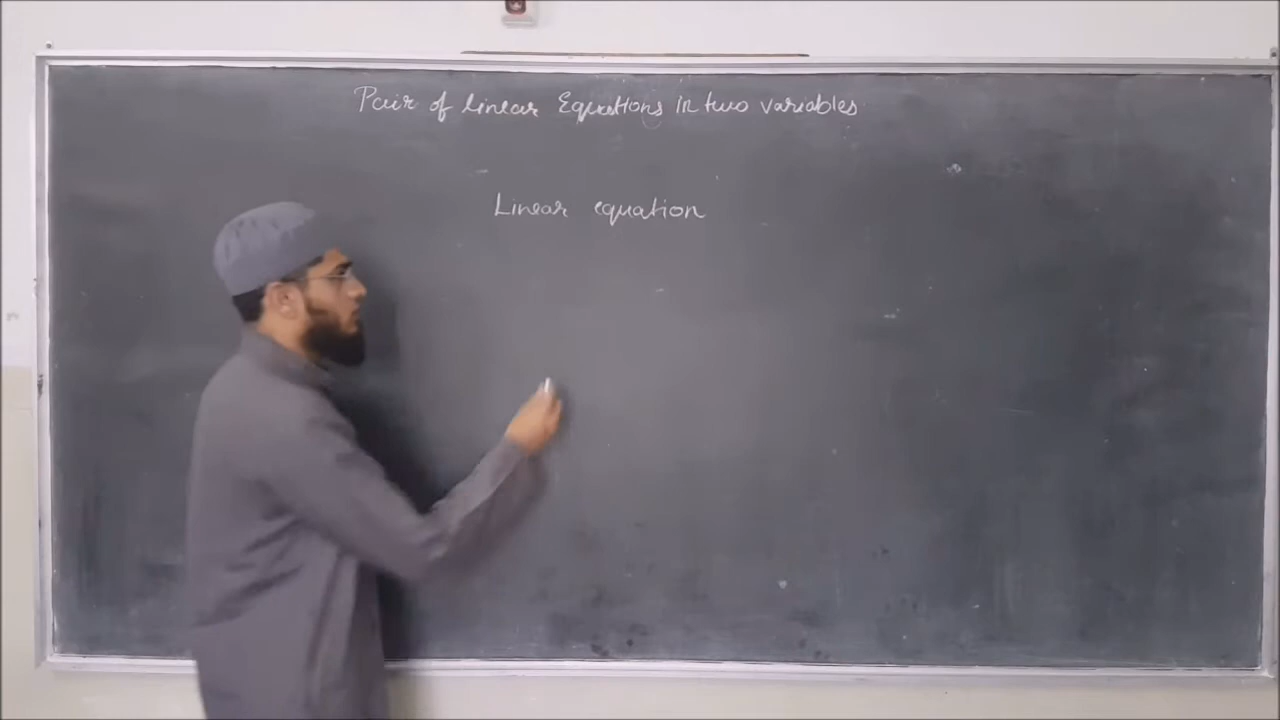 Pair of linear Equations in two variables
Linear equation